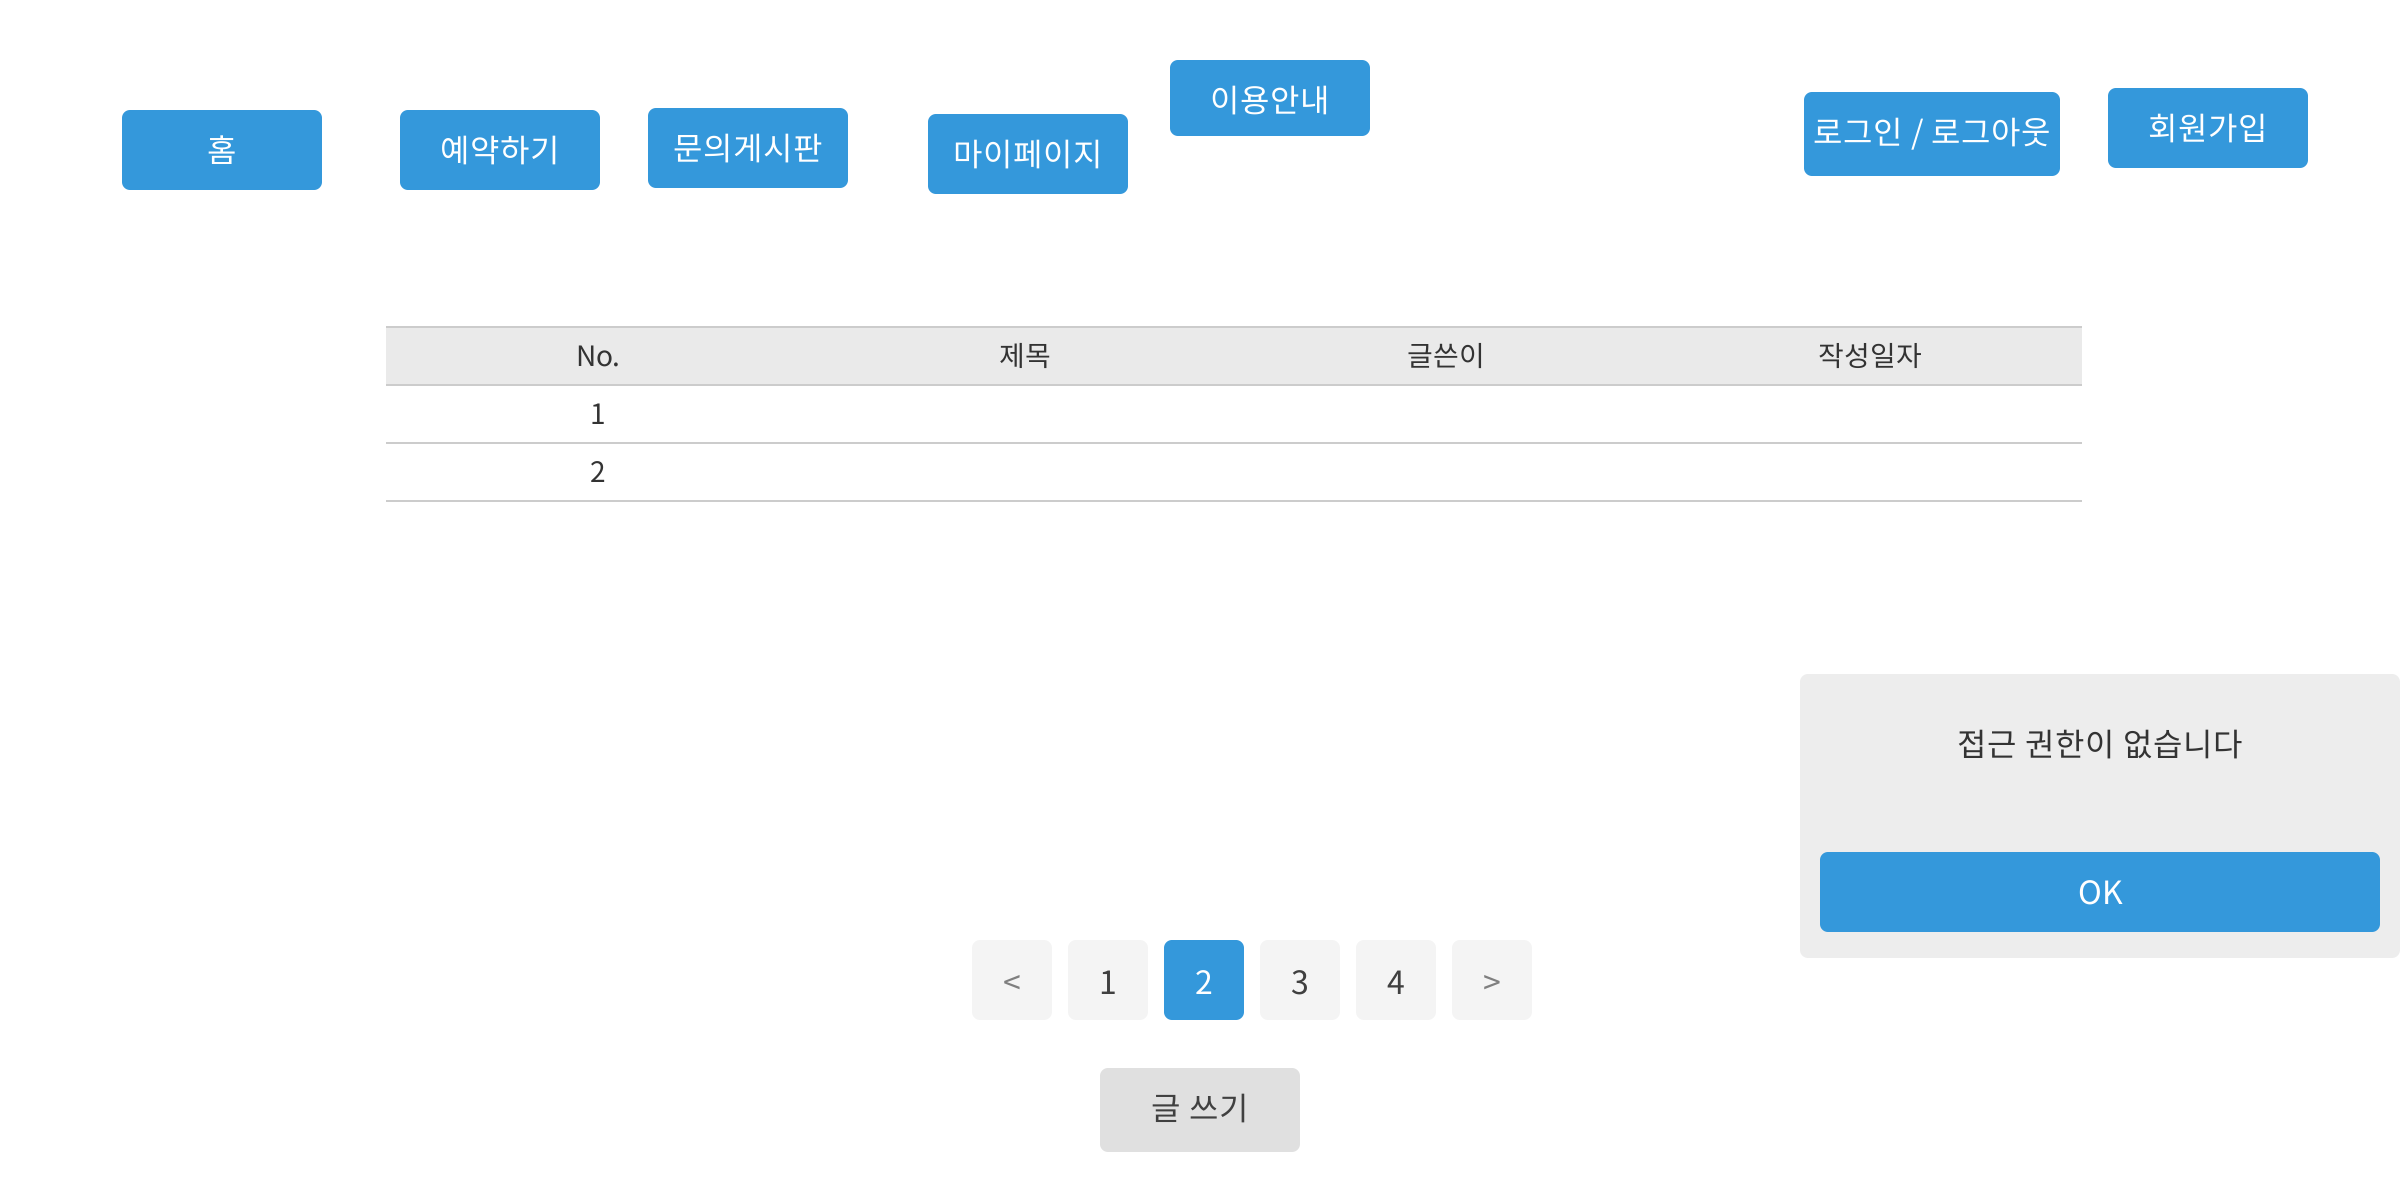 홈
예약하기
문의게시판
마이페이지
이용안내
로그인 / 로그아웃
회원가입
No. 제목 글쓴이 작성일자
1
2
접근 권한이 없습니다
OK
< 1 2 3 4 >
글 쓰기